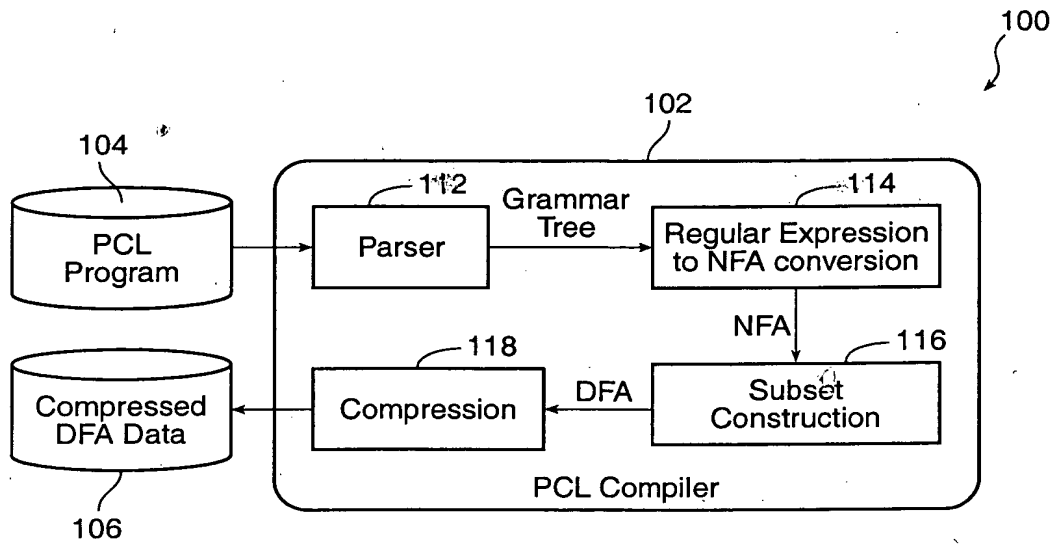 100
102
104
PCL
Program
112
Parser
Grammar
Tree
114
Regular Expression
to NFA conversion
NFA
116
Subset
Construction
DFA
118
Compression
Compressed
DFA Data
106
PCL Compiler